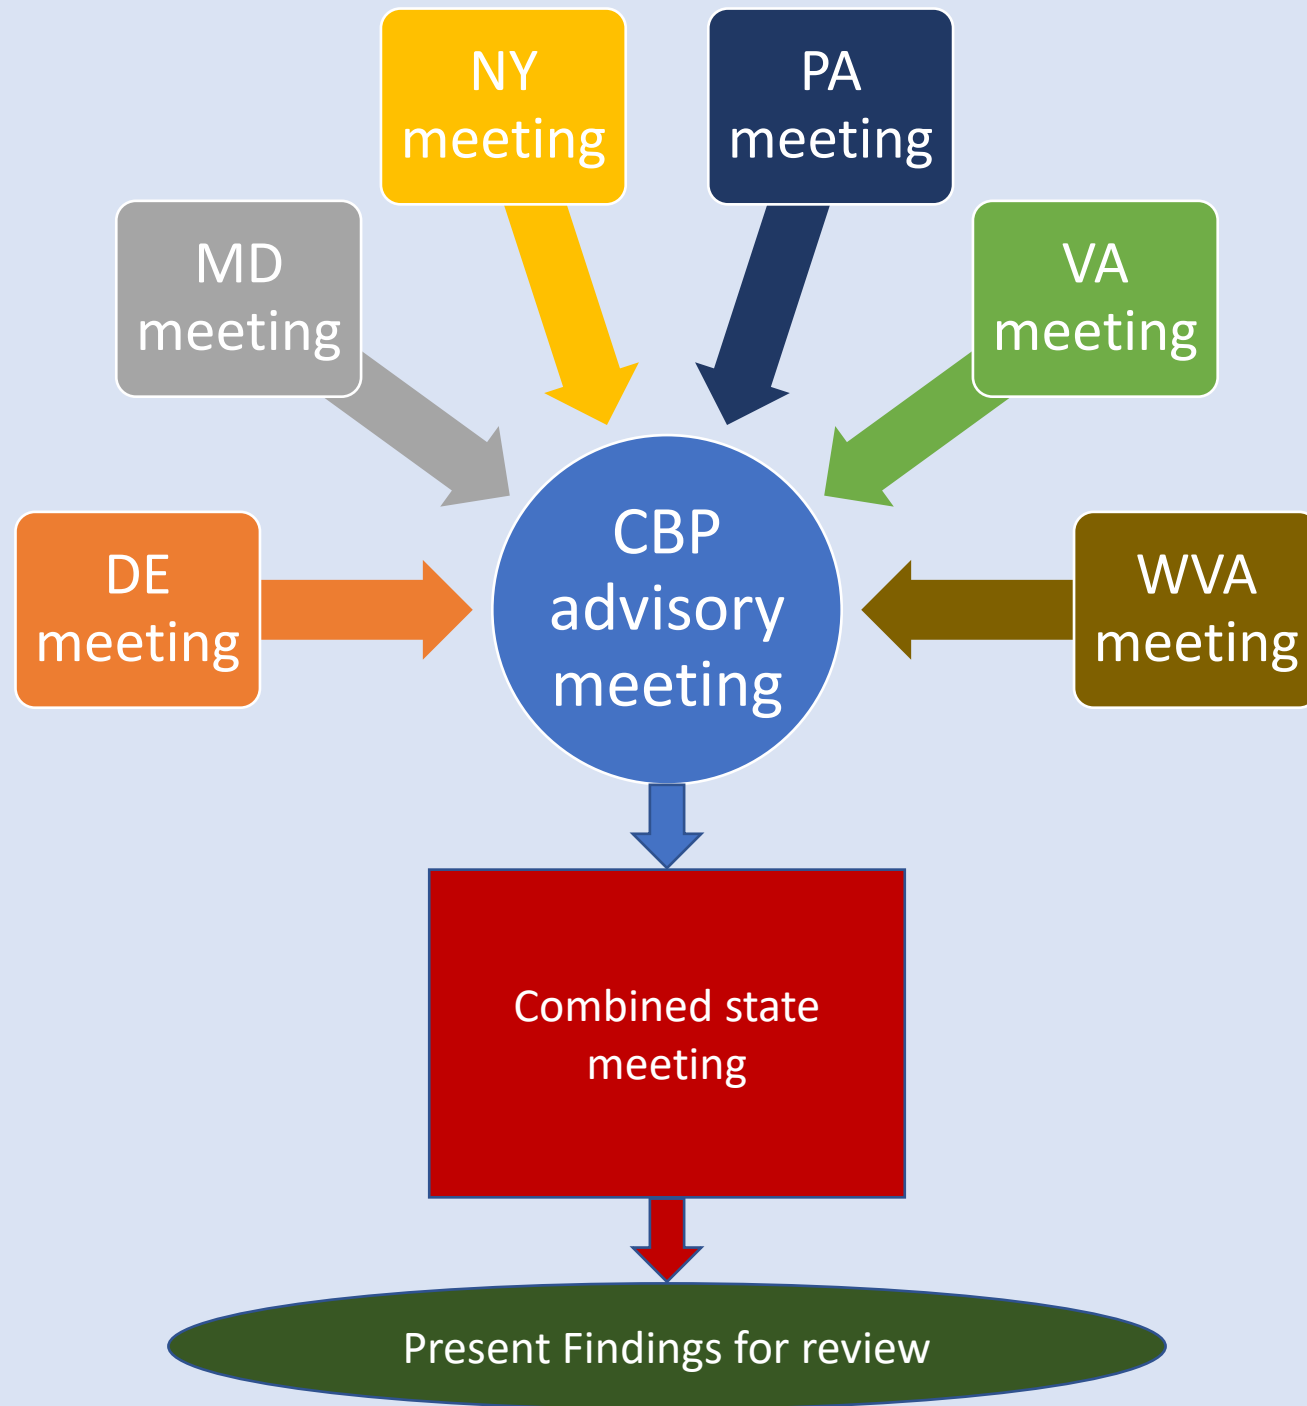 NY
meeting
PA
meeting
MD
meeting
VA
meeting
DE
meeting
CBP
advisory
meeting
WVA
meeting
Combined state
meeting
Present Findings for review